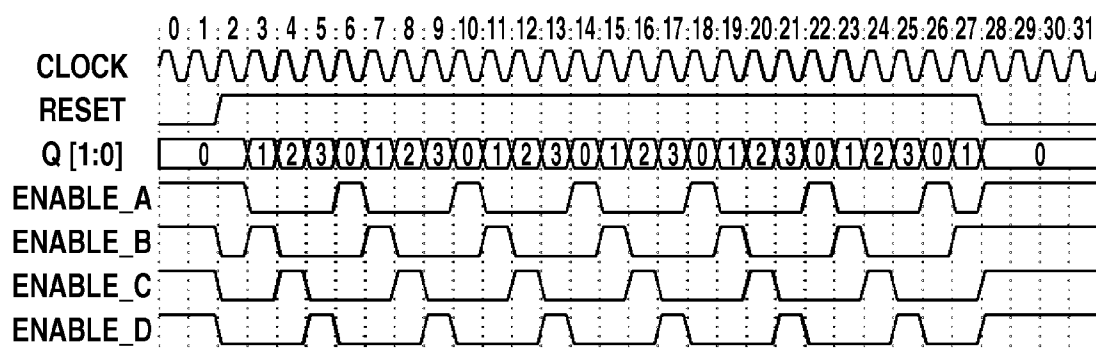 0 1 2 3 4 5 6 7 8 9 10 11 12 13 14 15 16 17 18 19 20 21 22 23 24 25 26 27 28 29 30 31
CLOCK
RESET
Q [1:0] 0 1 2 3 0 1 2 3 0 1 2 3 0 1 2 3 0 1 2 3 0 1 2 3 0 1 0
ENABLE_A
ENABLE_B
ENABLE_C
ENABLE_D